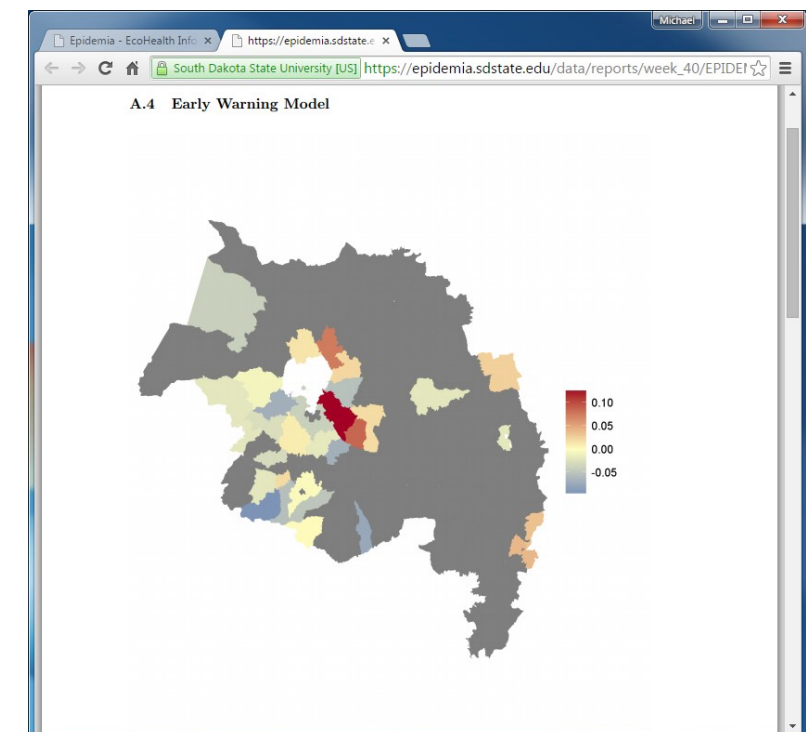 Michael
Epidemia - EcoHealth Info
https://epidemia.sdstate.e
South Dakota State University [US] https://epidemia.sdstate.edu/data/reports/week_40/EPIDEM
A.4 Early Warning Model
0.10
0.05
0.00
-0.05